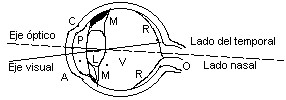 C
M
R
Eje óptico
P
Lado del temporal
L
V
Eje visual
Lado nasal
A
M
R
O